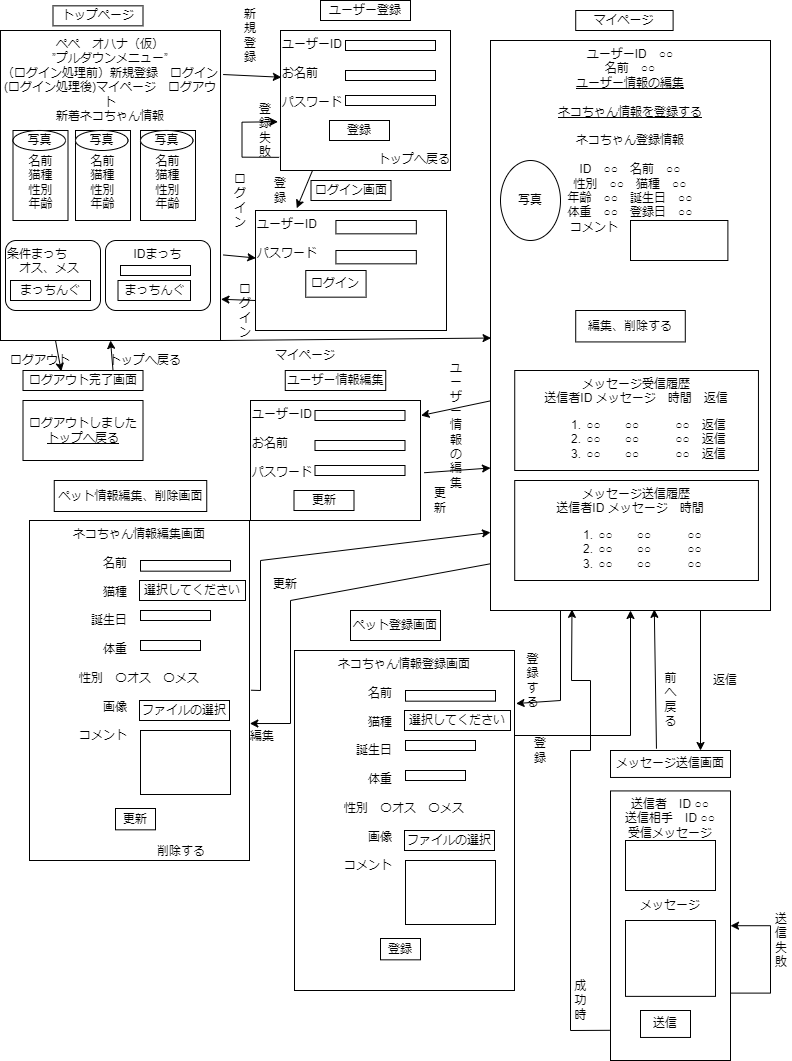 トップページ
ペペ　オハナ（仮）
”プルダウンメニュー”
（ログイン処理前）新規登録　ログイン
(ログイン処理後)マイページ　ログアウ
ト
新着ネコちゃん情報
写真
名前
猫種
性別
年齢
写真
名前
猫種
性別
年齢
写真
名前
猫種
性別
年齢
条件まっち
オス、メス
まっちんぐ
IDまっち
まっちんぐ
新規登録
ユーザー登録
ユーザーID
お名前
パスワード
登録
トップへ戻る
登録失敗
登録
ログイン
ログイン画面
ユーザーID
パスワード
ログイン
ログイン
マイページ
ログアウト
トップへ戻る
ログアウト完了画面
ログアウトしました
トップへ戻る
マイページ
ユーザーID　○○
名前　○○
ユーザー情報の編集
ネコちゃん情報を登録する
ネコちゃん登録情報
写真
ID　○○　名前　○○
性別　○○　猫種　○○
年齢　○○　誕生日　○○
体重　○○　登録日　○○
コメント
編集、削除する
メッセージ受信履歴
送信者ID メッセージ　時間　返信
1. ○○　○○　○○　返信
2. ○○　○○　○○　返信
3. ○○　○○　○○　返信
メッセージ送信履歴
送信者ID メッセージ　時間
1. ○○　○○　○○
2. ○○　○○　○○
3. ○○　○○　○○
ユーザー情報編集
ユーザーID
お名前
パスワード
更新
ユーザー情報の編集
更新
ペット情報編集、削除画面
ネコちゃん情報編集画面
名前
猫種　選択してください
誕生日
体重
性別　〇オス　〇メス
画像　ファイルの選択
コメント
更新
削除する
更新
編集
ペット登録画面
ネコちゃん情報登録画面
名前
猫種　選択してください
誕生日
体重
性別　〇オス　〇メス
画像　ファイルの選択
コメント
登録
登録する
登録
前へ戻る
返信
メッセージ送信画面
送信者　ID ○○
送信相手　ID ○○
受信メッセージ
メッセージ
送信
成功時
送信失敗